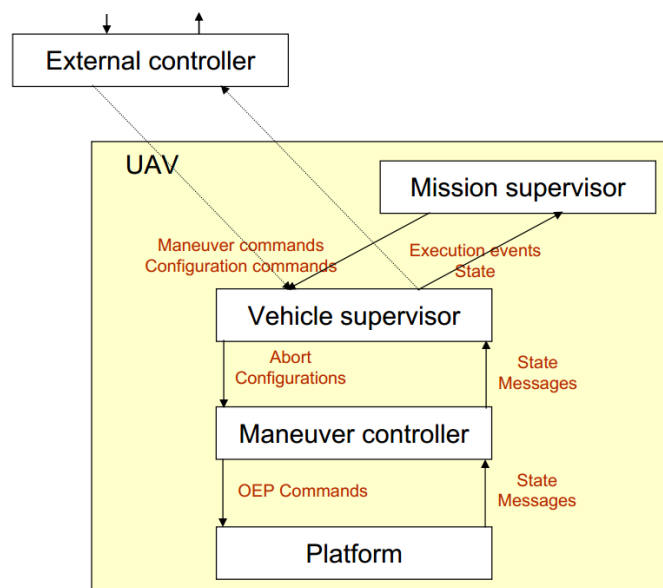 External controller
UAV
Mission supervisor
Maneuver commands
Configuration commands
Execution events
State
Vehicle supervisor
Abort
Configurations
State
Messages
Maneuver controller
OEP Commands
State
Messages
Platform